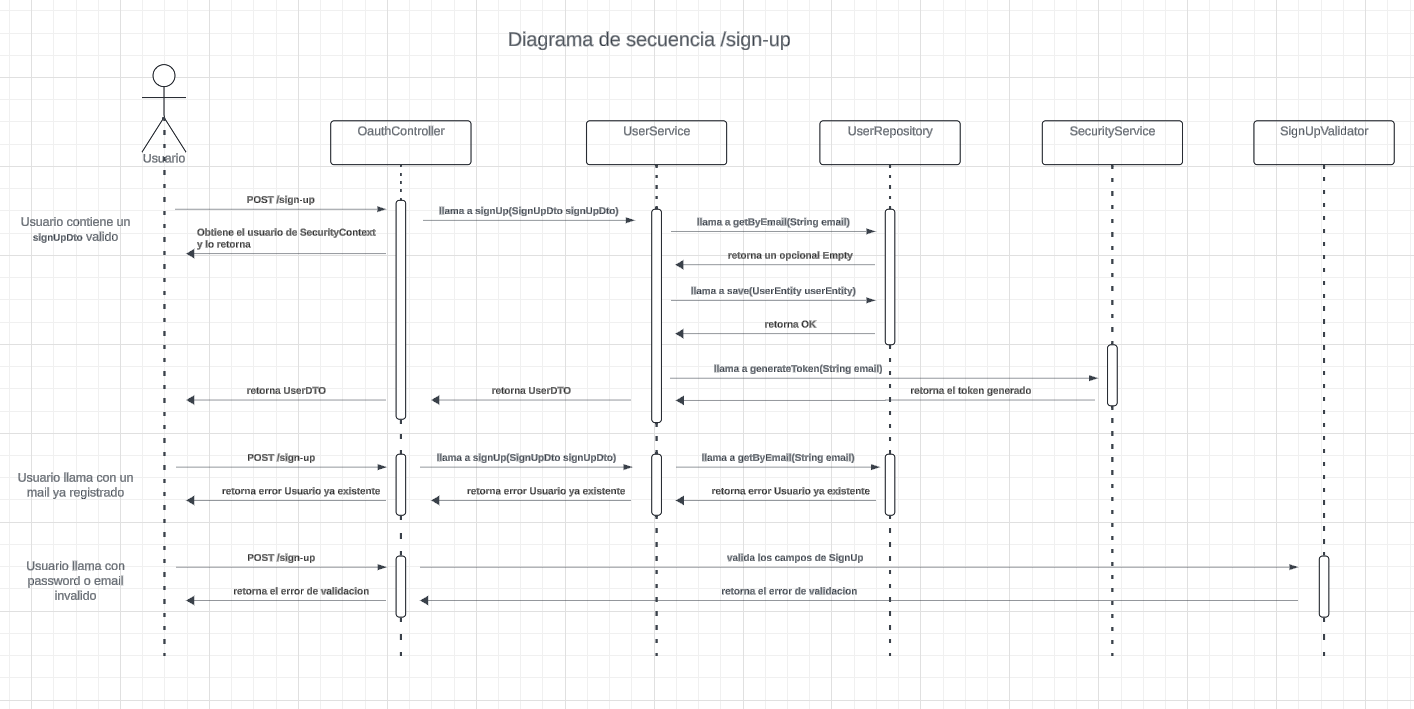 Diagrama de secuencia /sign-up
Usuario
OauthController
UserService
UserRepository
SecurityService
SignUpValidator
Usuario contiene un
signUpDto valido
POST /sign-up
llama a signUp(SignUpDto signUpDto)
llama a getByEmail(String email)
Obtiene el usuario de SecurityContext
y lo retorna
retorna un opcional Empty
llama a save(UserEntity userEntity)
retorna OK
llama a generateToken(String email)
retorna UserDTO
retorna UserDTO
retorna el token generado
Usuario llama con un
mail ya registrado
POST /sign-up
llama a signUp(SignUpDto signUpDto)
llama a getByEmail(String email)
retorna error Usuario ya existente
retorna error Usuario ya existente
retorna error Usuario ya existente
Usuario llama con
password o email
invalido
POST /sign-up
valida los campos de SignUp
retorna el error de validacion
retorna el error de validacion